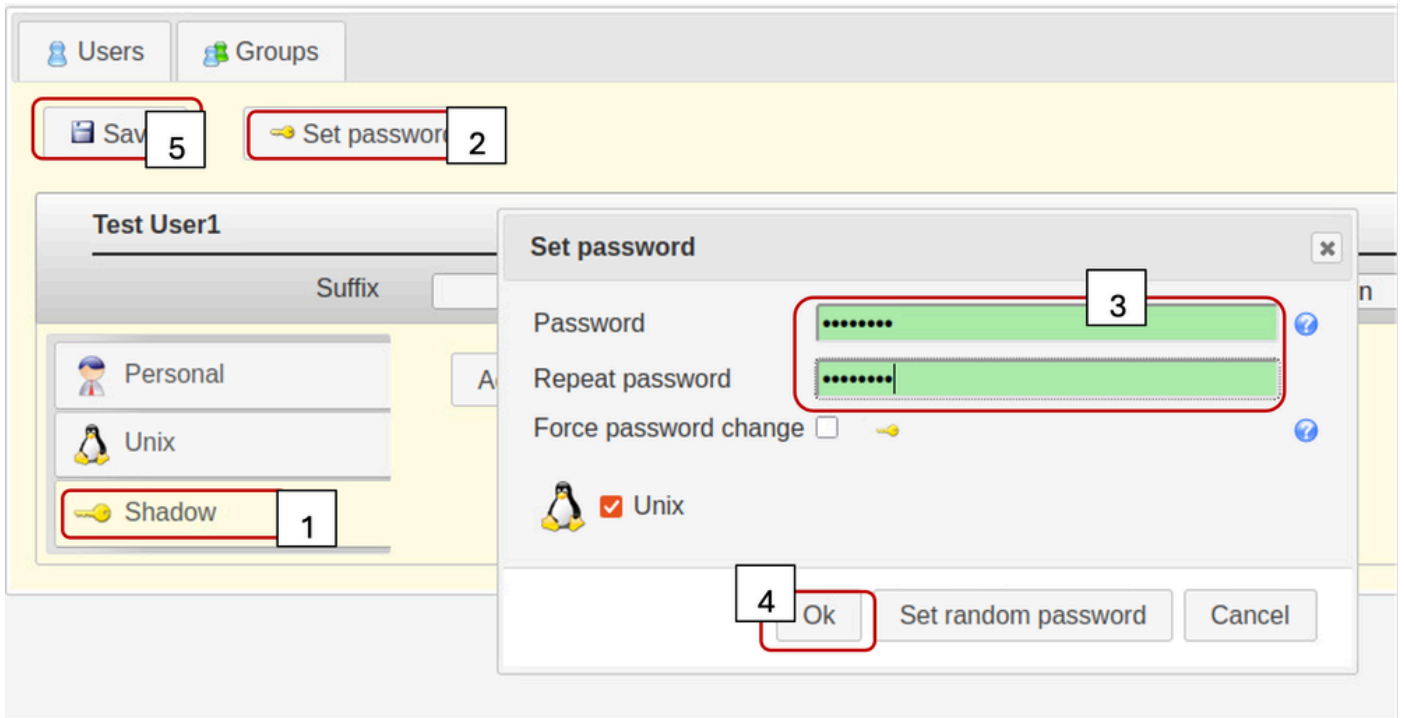 Users Groups
Sav 5 Set passwor 2
Test User1
Set password
Suffix
n
3
Password ••••••••
Personal
A
Repeat password ••••••••
Unix
Force password change
Shadow 1
Unix
4
Ok Set random password Cancel